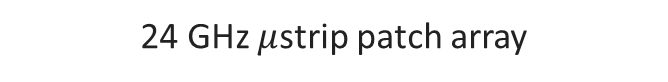 24 GHz 𝜇strip patch array